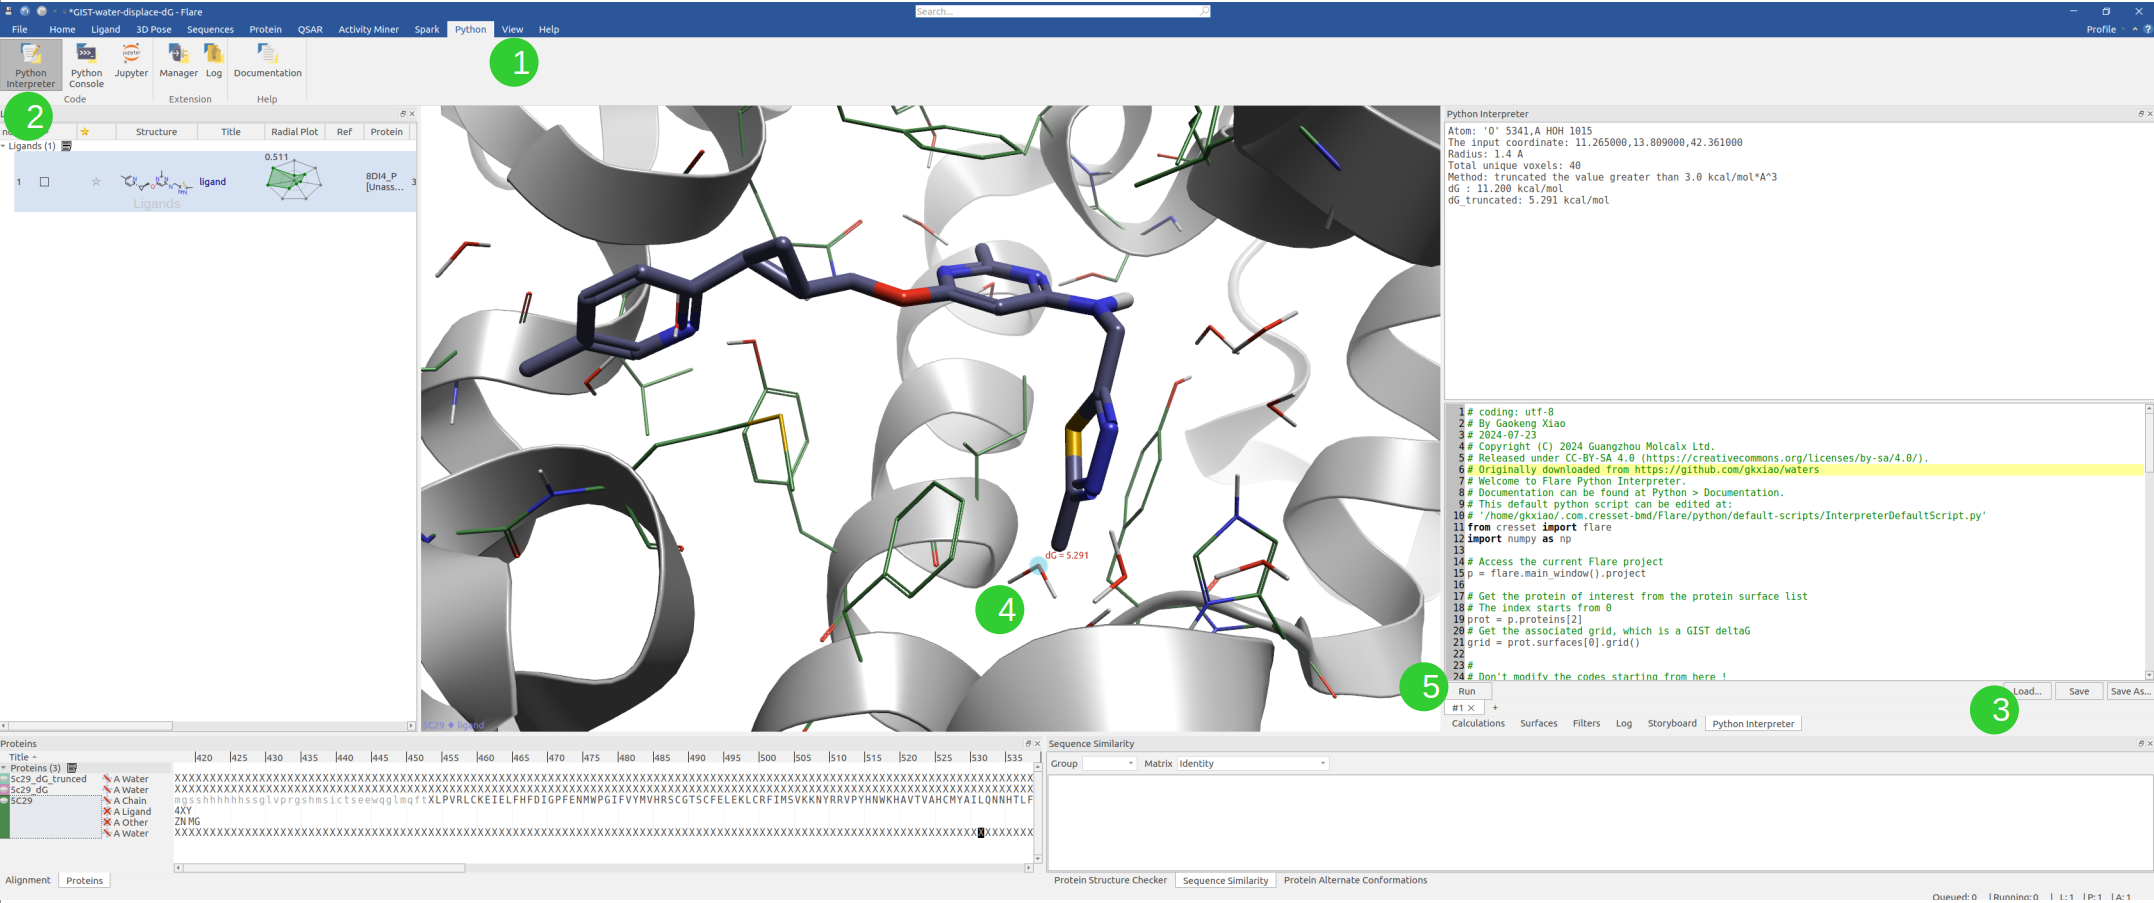 *GIST-water-displace-dG - Flare
Search...
File Home Ligand 3D Pose Sequences Protein QSAR Activity Miner Spark Python View Help
Profile
1
Python Interpreter
Python Console
Jupyter
Manager
Log
Documentation
Code
Extension
Help
2
Structure Title Radial Plot Ref Protein
Ligands (1)
1
ligand
0.511
8DI4_P
[Unass...
3
Ligands
dG = 5.291
4
5C29 ♦ ligand
Python Interpreter
Atom: 'O' 5341,A HOH 1015
The input coordinate: 11.265000,13.809000,42.361000
Radius: 1.4 A
Total unique voxels: 40
Method: truncated the value greater than 3.0 kcal/mol*A^3
dG : 11.200 kcal/mol
dG_truncated: 5.291 kcal/mol
1 # coding: utf-8
2 # By Gaokeng Xiao
3 # 2024-07-23
4 # Copyright (C) 2024 Guangzhou Molcalx Ltd.
5 # Released under CC-BY-SA 4.0 (https://creativecommons.org/licenses/by-sa/4.0/).
6 # Originally downloaded from https://github.com/gkxiao/waters
7 # Welcome to Flare Python Interpreter.
8 # Documentation can be found at Python > Documentation.
9 # This default python script can be edited at:
10 # '/home/gkxiao/.com.cresset-bmd/Flare/python/default-scripts/InterpreterDefaultScript.py'
11 from cresset import flare
12 import numpy as np
13
14 # Access the current Flare project
15 p = flare.main_window().project
16
17 # Get the protein of interest from the protein surface list
18 # The index starts from 0
19 prot = p.proteins[2]
20 # Get the associated grid, which is a GIST deltaG
21 grid = prot.surfaces[0].grid()
22
23 #
24 # Don't modify the codes starting from here !
5
Run
3
Load... Save Save As...
#1 × +
Calculations Surfaces Filters Log Storyboard Python Interpreter
Proteins
Title 420 425 430 435 440 445 450 455 460 465 470 475 480 485 490 495 500 505 510 515 520 525 530 535
Proteins (3)
5c29_dG_trunced A Water
5c29_dG A Water
5C29 A Chain mgsshhhhhhssglvprgshmsictseewqglmqftXLPVRLCKEIELFHFDIGPFENMWPGIFVYMVHRSCGTSCFELEKLCRFIMSVKKNYRRVPYHNWKHAVTVAHCMYAILQNNHTLF
A Ligand 4XY
A Other ZNMG
A Water
Alignment Proteins
Sequence Similarity
Group Matrix Identity
Protein Structure Checker Sequence Similarity Protein Alternate Conformations
Queued: 0 | Running: 0 | L: 1 | P: 1 | A: 1